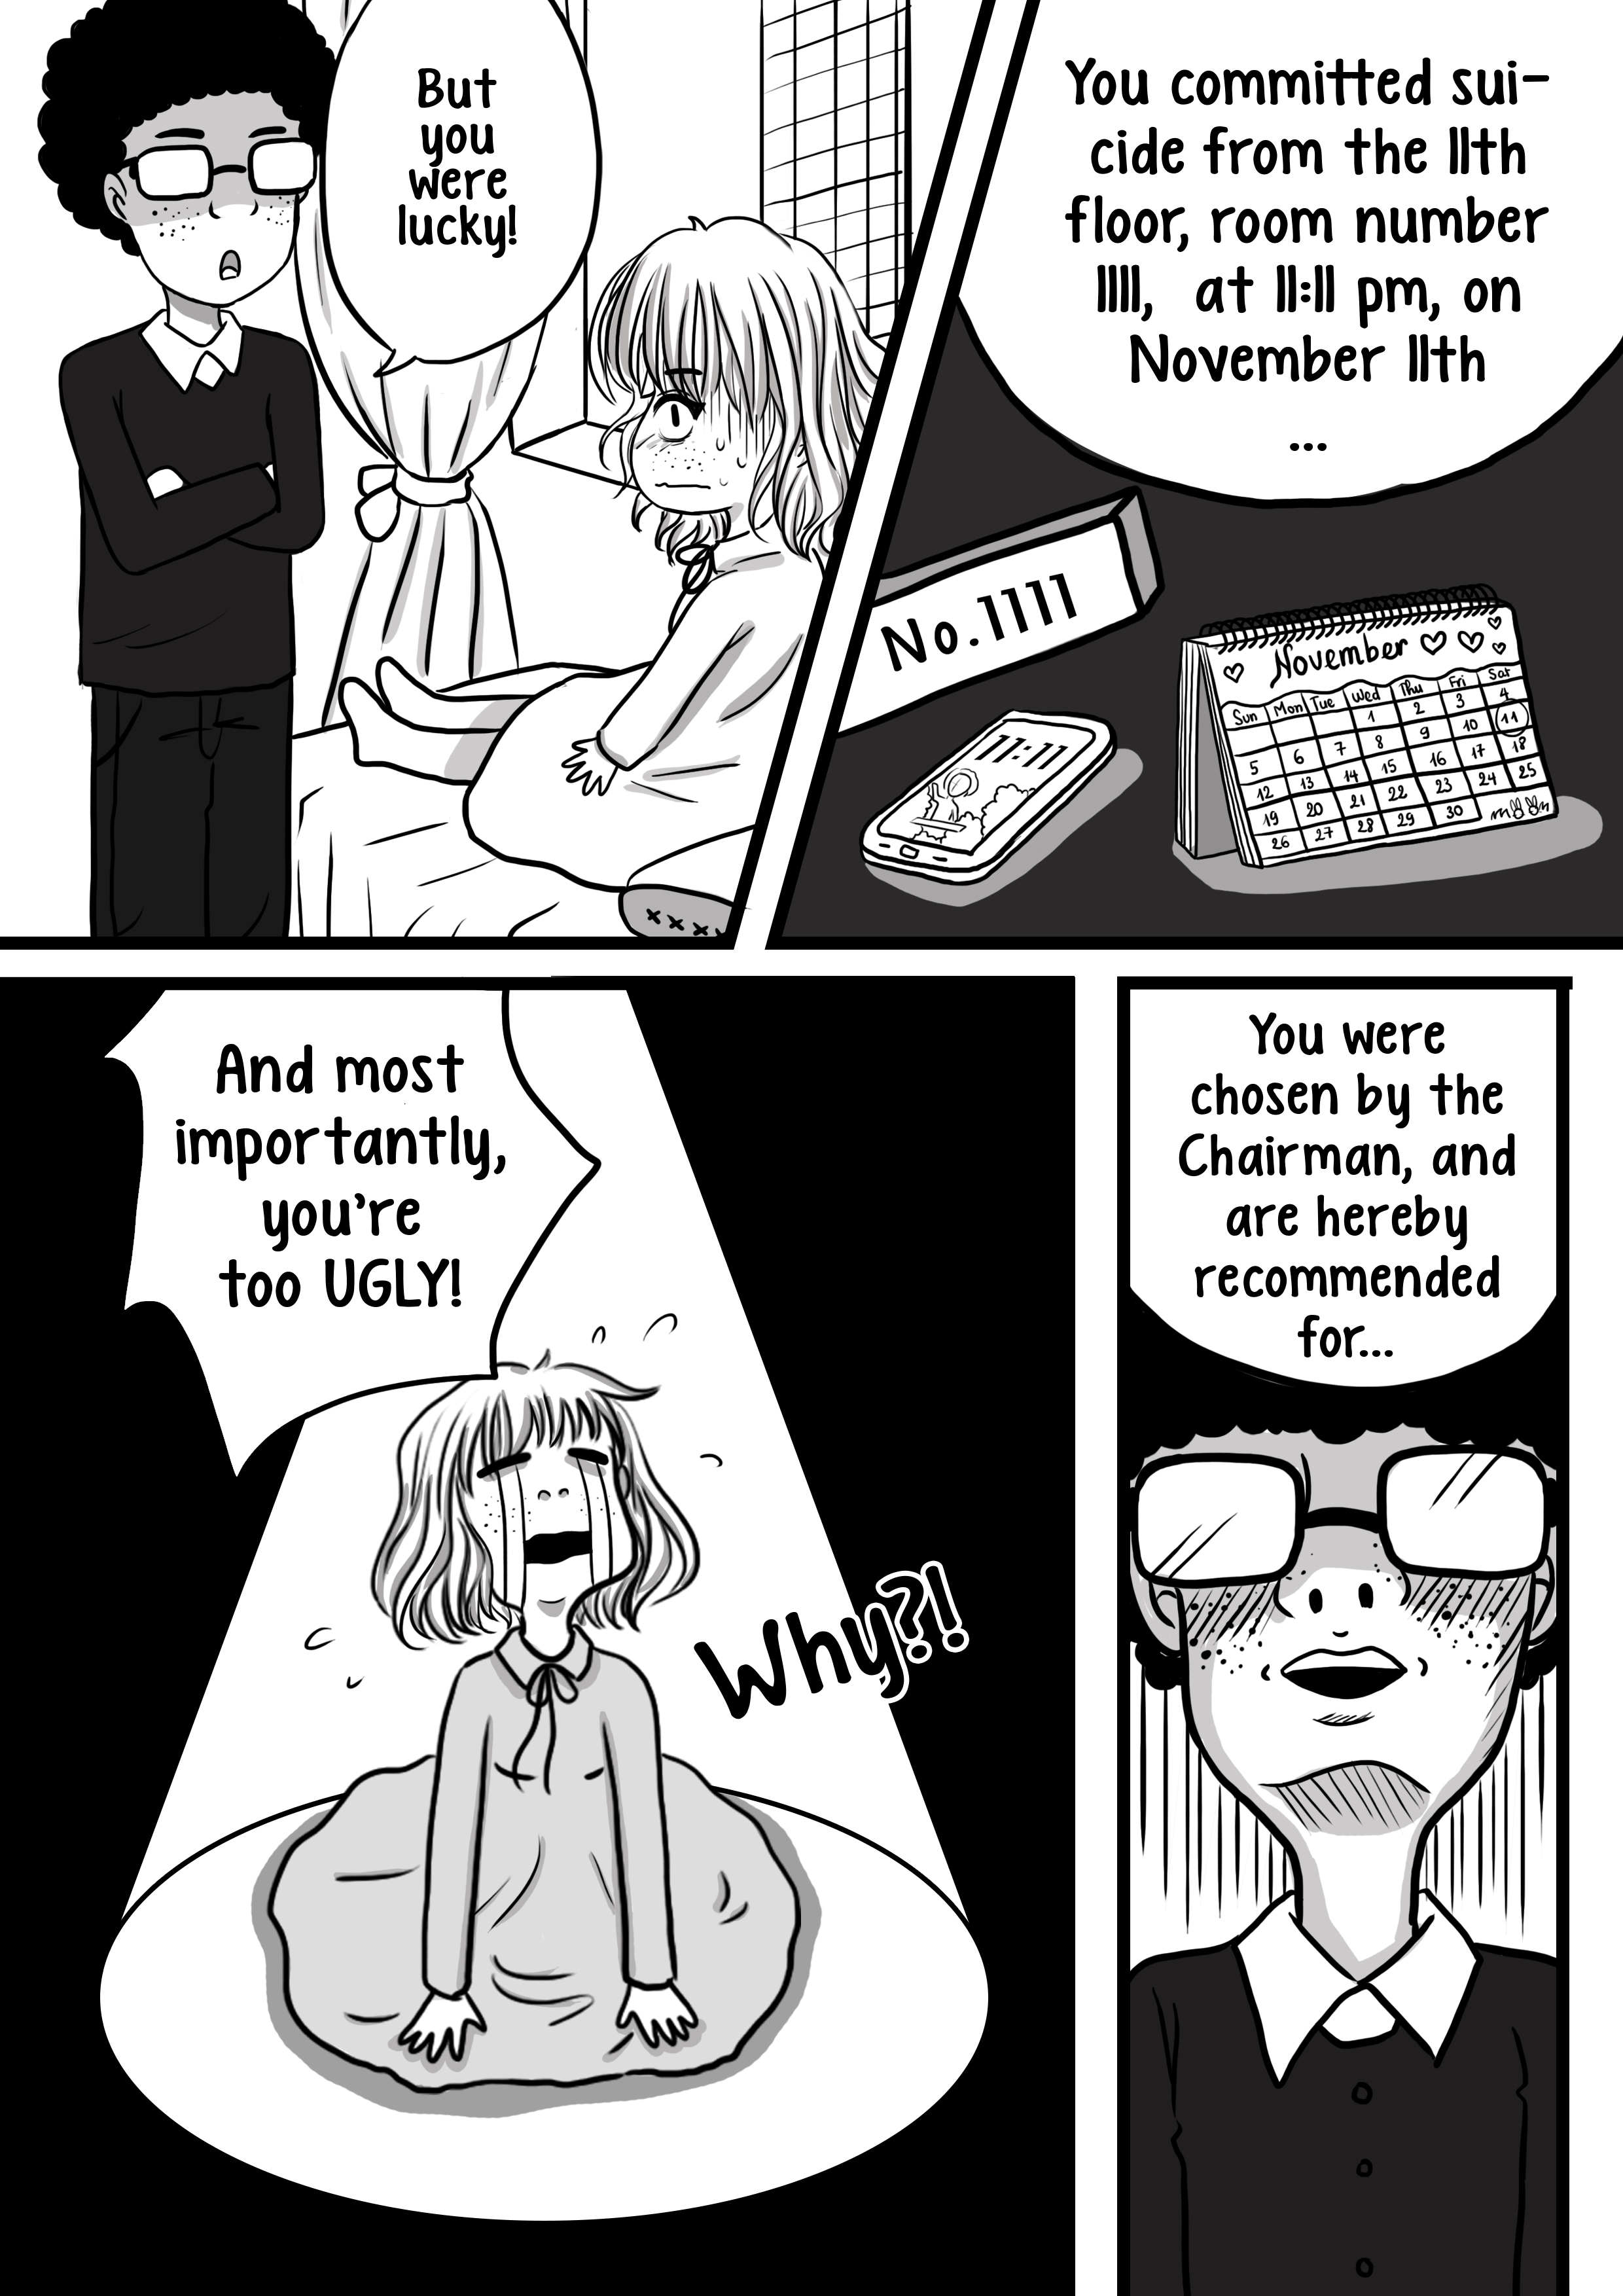 But
you
were
lucky!
You committed sui-
cide from the 11th
floor, room number
1111, at 11:11 pm, on
November 11th
...
No.1111
11:11
November
Sun Mon Tue Wed Thu Fri Sat
1 2 3 4
5 6 7 8 9 10 11
12 13 14 15 16 17 18
19 20 21 22 23 24 25
26 27 28 29 30
And most
importantly,
you're
too UGLY!
Why?!
You were
chosen by the
Chairman, and
are hereby
recommended
for...